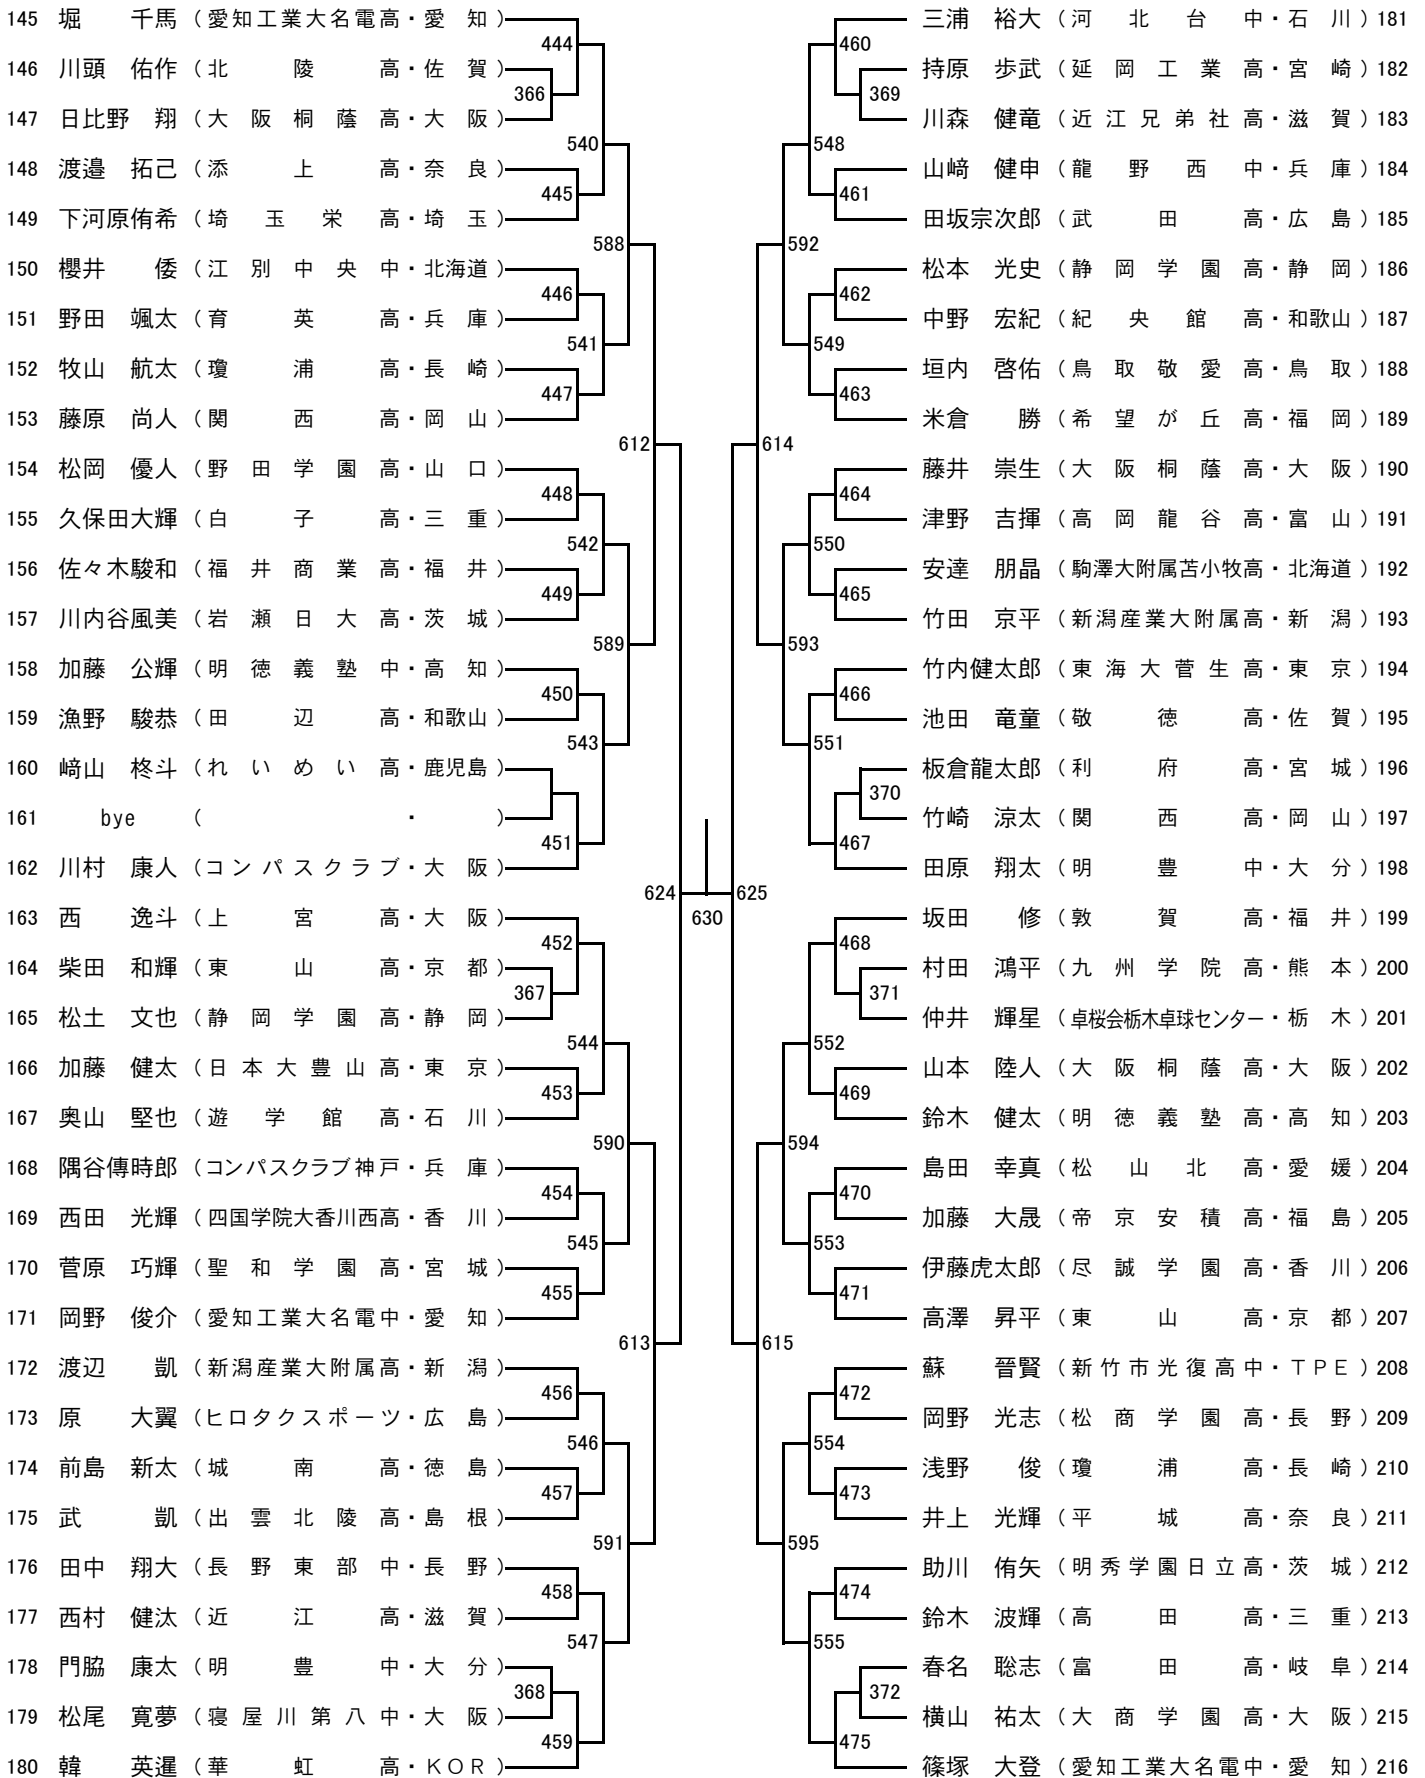 145 堀 千馬 (愛知工業大名電高・愛知)
444
146 川頭 佑作 (北陵高・佐賀)
366
147 日比野 翔 (大阪桐蔭高・大阪)
540
148 渡邉 拓己 (添上高・奈良)
445
149 下河原侑希 (埼玉栄高・埼玉)
588
150 櫻井 倭 (江別中央中・北海道)
446
151 野田 颯太 (育英高・兵庫)
541
152 牧山 航太 (瓊浦高・長崎)
447
153 藤原 尚人 (関西高・岡山)
612
154 松岡 優人 (野田学園高・山口)
448
155 久保田大輝 (白子高・三重)
542
156 佐々木駿和 (福井商業高・福井)
449
157 川内谷風美 (岩瀬日大高・茨城)
589
158 加藤 公輝 (明徳義塾中・高知)
450
159 漁野 駿恭 (田辺高・和歌山)
543
160 﨑山 柊斗 (れいめい高・鹿児島)
161 bye ( ・ )
451
162 川村 康人 (コンパスクラブ・大阪)
624
163 西 逸斗 (上宮高・大阪)
452
164 柴田 和輝 (東山高・京都)
367
165 松土 文也 (静岡学園高・静岡)
544
166 加藤 健太 (日本大豊山高・東京)
453
167 奥山 堅也 (遊学館高・石川)
590
168 隅谷傳時郎 (コンパスクラブ神戸・兵庫)
454
169 西田 光輝 (四国学院大香川西高・香川)
545
170 菅原 巧輝 (聖和学園高・宮城)
455
171 岡野 俊介 (愛知工業大名電中・愛知)
613
172 渡辺 凱 (新潟産業大附属高・新潟)
456
173 原 大翼 (ヒロタクスポーツ・広島)
546
174 前島 新太 (城南高・徳島)
457
175 武 凱 (出雲北陵高・島根)
591
176 田中 翔大 (長野東部中・長野)
458
177 西村 健汰 (近江高・滋賀)
547
178 門脇 康太 (明豊中・大分)
368
179 松尾 寛夢 (寝屋川第八中・大阪)
459
180 韓 英暹 (華虹高・KOR)
630
三浦 裕大 (河北台中・石川) 181
460
持原 歩武 (延岡工業高・宮崎) 182
369
川森 健竜 (近江兄弟社高・滋賀) 183
548
山﨑 健申 (龍野西中・兵庫) 184
461
田坂宗次郎 (武田高・広島) 185
592
松本 光史 (静岡学園高・静岡) 186
462
中野 宏紀 (紀央館高・和歌山) 187
549
垣内 啓佑 (鳥取敬愛高・鳥取) 188
463
米倉 勝 (希望が丘高・福岡) 189
614
藤井 崇生 (大阪桐蔭高・大阪) 190
464
津野 吉揮 (高岡龍谷高・富山) 191
550
安達 朋晶 (駒澤大附属苫小牧高・北海道) 192
465
竹田 京平 (新潟産業大附属高・新潟) 193
593
竹内健太郎 (東海大菅生高・東京) 194
466
池田 竜童 (敬徳高・佐賀) 195
551
板倉龍太郎 (利府高・宮城) 196
370
竹崎 涼太 (関西高・岡山) 197
467
田原 翔太 (明豊中・大分) 198
625
坂田 修 (敦賀高・福井) 199
468
村田 鴻平 (九州学院高・熊本) 200
371
仲井 輝星 (卓桜会栃木卓球センター・栃木) 201
552
山本 陸人 (大阪桐蔭高・大阪) 202
469
鈴木 健太 (明徳義塾高・高知) 203
594
島田 幸真 (松山北高・愛媛) 204
470
加藤 大晟 (帝京安積高・福島) 205
553
伊藤虎太郎 (尽誠学園高・香川) 206
471
高澤 昇平 (東山高・京都) 207
615
蘇 晉賢 (新竹市光復高中・TPE) 208
472
岡野 光志 (松商学園高・長野) 209
554
浅野 俊 (瓊浦高・長崎) 210
473
井上 光輝 (平城高・奈良) 211
595
助川 侑矢 (明秀学園日立高・茨城) 212
474
鈴木 波輝 (高田高・三重) 213
555
春名 聡志 (富田高・岐阜) 214
372
横山 祐太 (大商学園高・大阪) 215
475
篠塚 大登 (愛知工業大名電中・愛知) 216